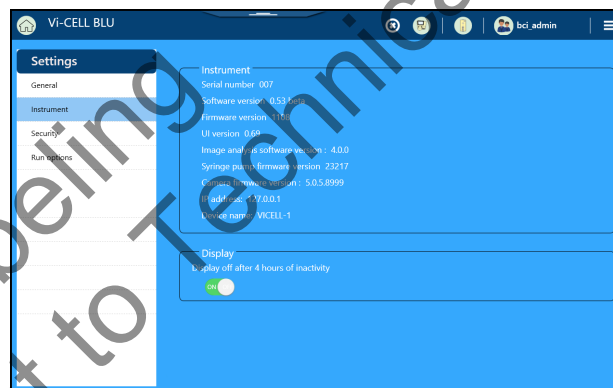 Vi-CELL BLU
bci_admin
Settings
General
Instrument
Security
Run options
Instrument
Serial number 007
Software version 0.53 beta
Firmware version
UI version 0.69
Image analysis software version : 4.0.0
Syringe pump firmware version 23217
Camera firmware version : 5.0.5.8999
IP address: 127.0.0.1
Device name: VICELL-1
Display
Display off after 4 hours of inactivity
ON
eling
t to Technica